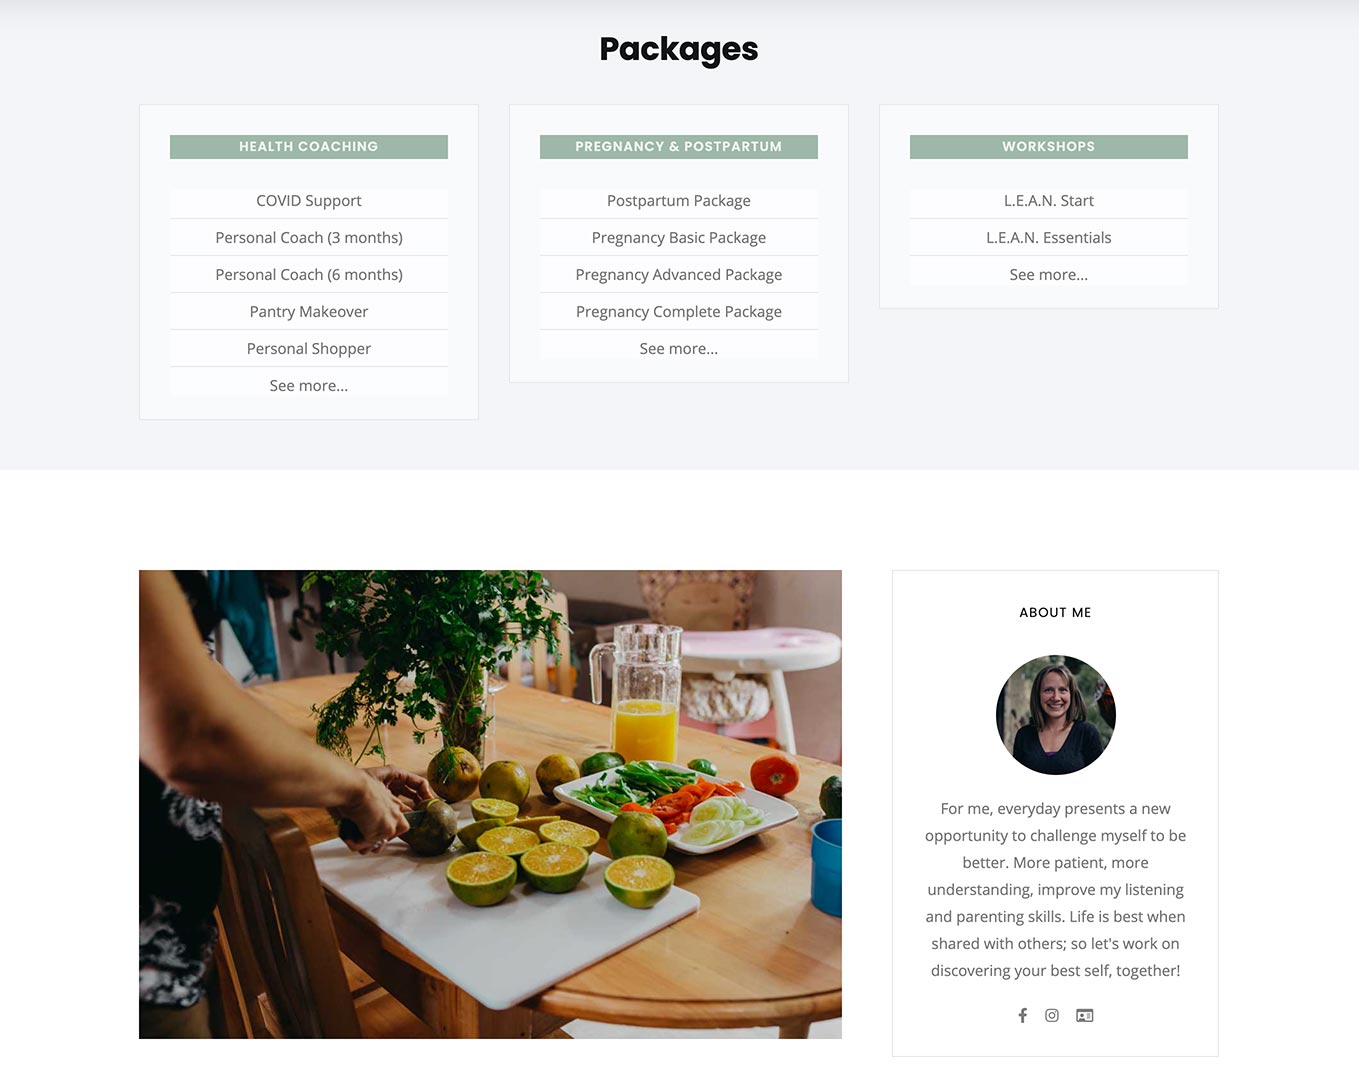 Packages
HEALTH COACHING
COVID Support
Personal Coach (3 months)
Personal Coach (6 months)
Pantry Makeover
Personal Shopper
See more...
PREGNANCY & POSTPARTUM
Postpartum Package
Pregnancy Basic Package
Pregnancy Advanced Package
Pregnancy Complete Package
See more...
WORKSHOPS
L.E.A.N. Start
L.E.A.N. Essentials
See more...
ABOUT ME
For me, everyday presents a new
opportunity to challenge myself to be
better. More patient, more
understanding, improve my listening
and parenting skills. Life is best when
shared with others; so let's work on
discovering your best self, together!